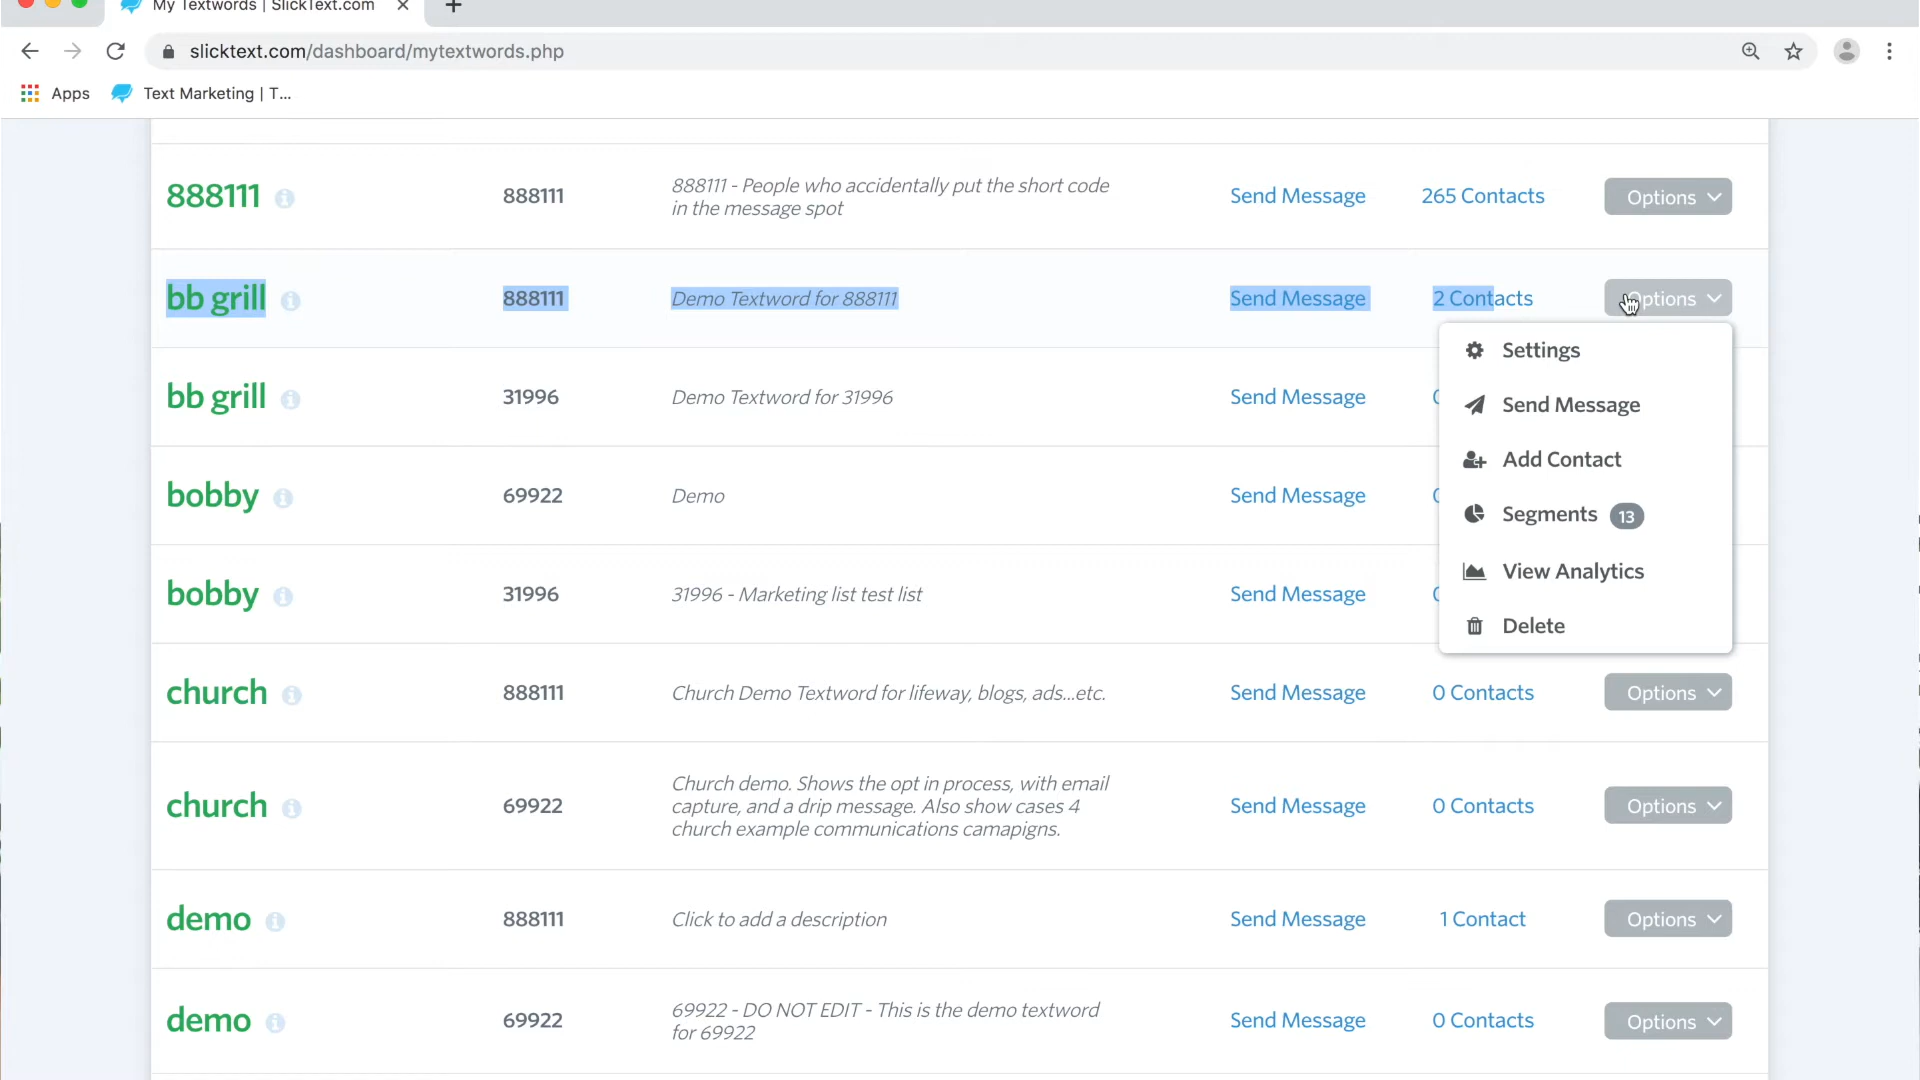 My Textwords | SlickText.com
slicktext.com/dashboard/mytextwords.php
Apps
Text Marketing | T...
888111 888111 888111 - People who accidentally put the short code in the message spot Send Message 265 Contacts Options
bb grill 888111 Demo Textword for 888111 Send Message 2 Contacts Options
Settings
bb grill 31996 Demo Textword for 31996 Send Message
Send Message
Add Contact
bobby 69922 Demo Send Message
Segments 13
View Analytics
bobby 31996 31996 - Marketing list test list Send Message
Delete
church 888111 Church Demo Textword for lifeway, blogs, ads...etc. Send Message 0 Contacts Options
church 69922 Church demo. Shows the opt in process, with email capture, and a drip message. Also show cases 4 church example communications camapigns. Send Message 0 Contacts Options
demo 888111 Click to add a description Send Message 1 Contact Options
demo 69922 69922 - DO NOT EDIT - This is the demo textword for 69922 Send Message 0 Contacts Options